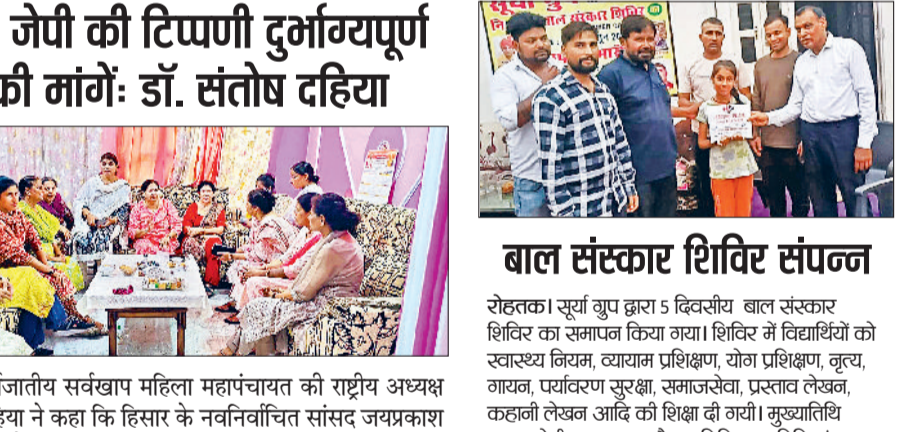 जेपी की टिप्पणी दुर्भाग्यपूर्ण
की मांगें: डॉ. संतोष दहिया
जातीय सर्वखाप महिला महापंचायत की राष्ट्रीय अध्यक्ष
ने कहा कि हिसार के नवनिर्वाचित सांसद जयप्रकाश
बाल संस्कार शिविर
बाल संस्कार शिविर संपन्न
रोहतक। सूर्या ग्रुप द्वारा 5 दिवसीय बाल संस्कार
शिविर का समापन किया गया। शिविर में विद्यार्थियों को
स्वास्थ्य नियम, व्यायाम प्रशिक्षण, योग प्रशिक्षण, नृत्य,
गायन, पर्यावरण सुरक्षा, समाजसेवा, प्रस्ताव लेखन,
कहानी लेखन आदि की शिक्षा दी गयी। मुख्यातिथि